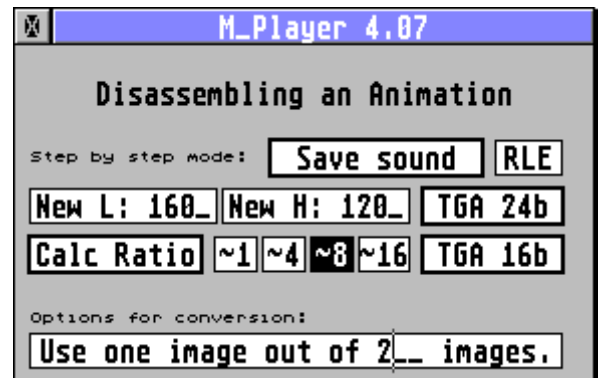 M_Player 4.07
Disassembling an Animation
Step by step mode: Save sound RLE
New L: 160_ New H: 120_ TGA 24b
Calc Ratio ~1 ~4 ~8 ~16 TGA 16b
Options for conversion:
Use one image out of 2__ images.